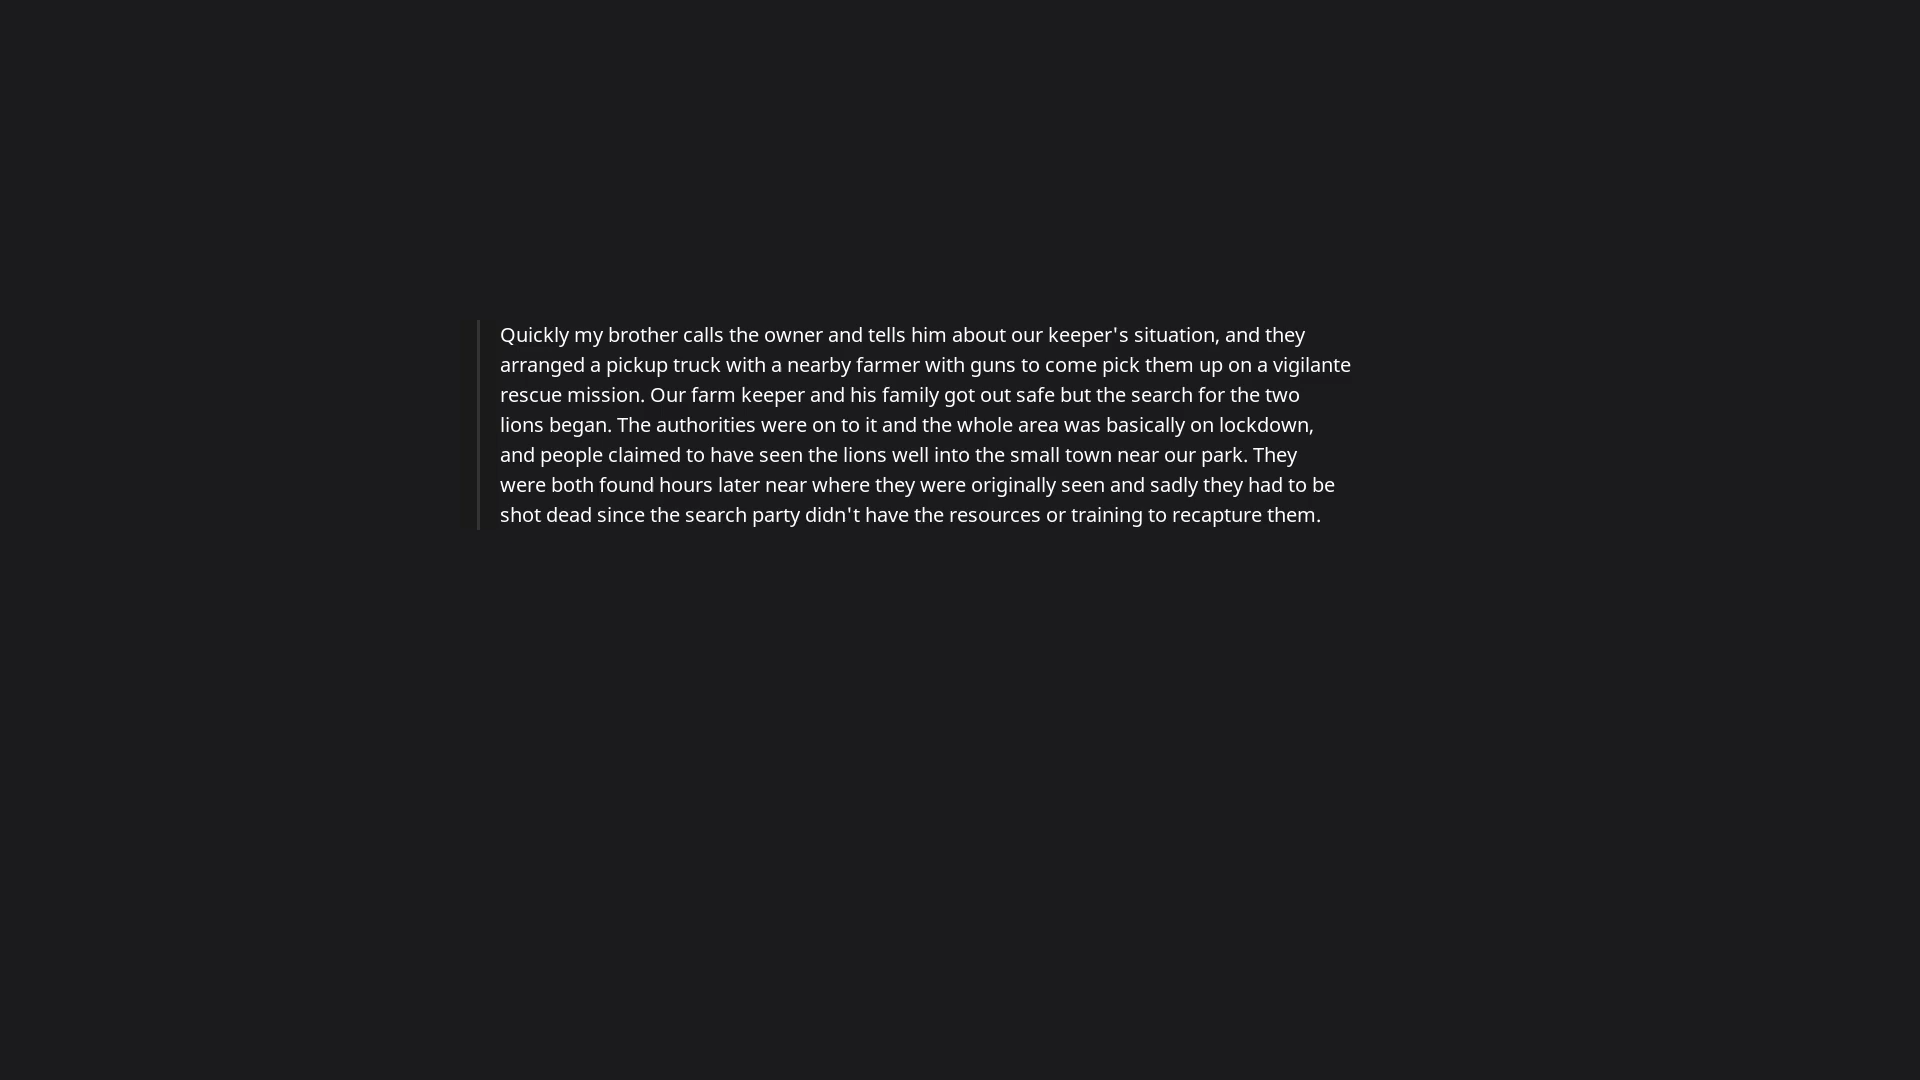 Quickly my brother calls the owner and tells him about our keeper's situation, and they
arranged a pickup truck with a nearby farmer with guns to come pick them up on a vigilante
rescue mission. Our farm keeper and his family got out safe but the search for the two
lions began. The authorities were on to it and the whole area was basically on lockdown,
and people claimed to have seen the lions well into the small town near our park. They
were both found hours later near where they were originally seen and sadly they had to be
shot dead since the search party didn't have the resources or training to recapture them.